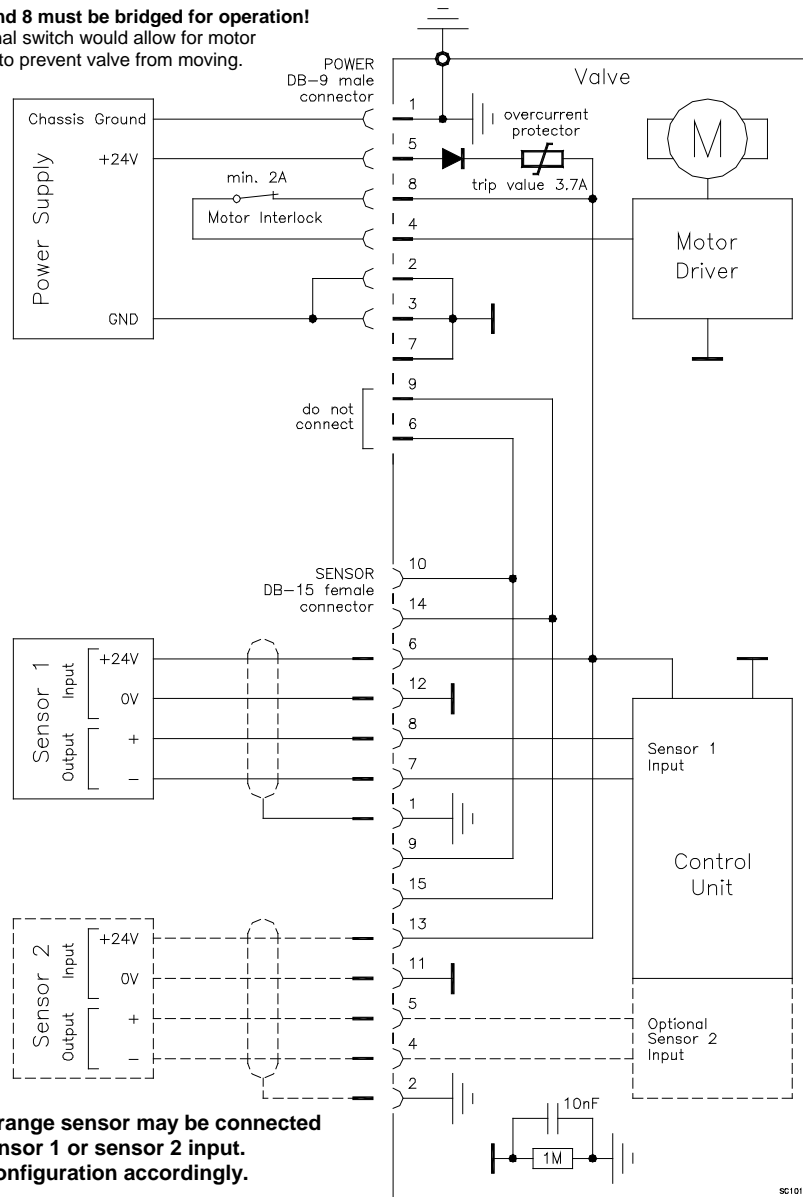 nd 8 must be bridged for operation!
nal switch would allow for motor
to prevent valve from moving.
POWER
DB-9 male
connector
Valve
Chassis Ground
1
overcurrent
protector
M
+24V
5
trip value 3.7A
min. 2A
8
Motor Interlock
4
Motor
Driver
Power Supply
2
3
GND
7
9
do not
connect
6
SENSOR
DB-15 female
connector
10
14
Sensor 1
Input
+24V
6
0V
12
Output
+
8
Sensor 1
Input
–
7
1
9
Control
Unit
15
13
Sensor 2
Input
+24V
0V
11
Output
+
5
Optional
Sensor 2
Input
–
4
2
10nF
1M
range sensor may be connected
nsor 1 or sensor 2 input.
onfiguration accordingly.
SC101